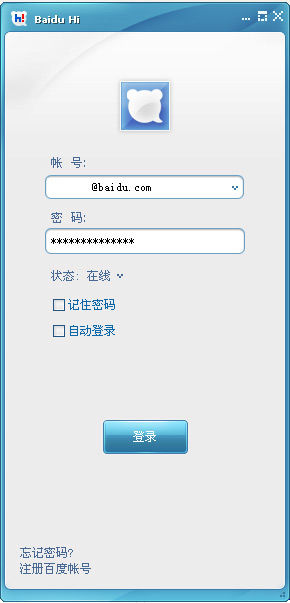 hi Baidu Hi
帐 号:
@baidu.com
密 码:
**************
状态: 在线
记住密码
自动登录
登录
忘记密码?
注册百度帐号